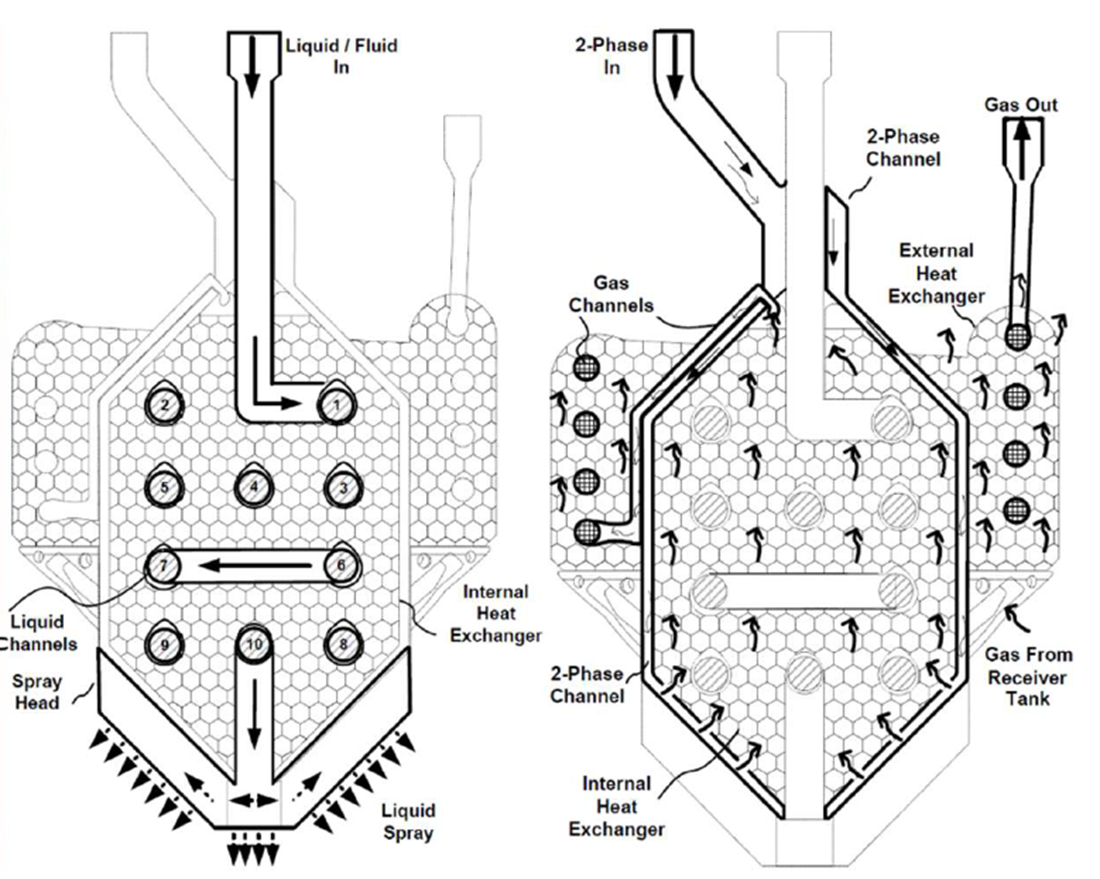 Liquid / Fluid
In
2
1
5
4
3
7
6
9
10
8
Liquid
Channels
Internal
Heat
Exchanger
Spray
Head
Liquid
Spray
2-Phase
In
Gas Out
2-Phase
Channel
External
Heat
Exchanger
Gas
Channels
2-Phase
Channel
Gas From
Receiver
Tank
Internal
Heat
Exchanger